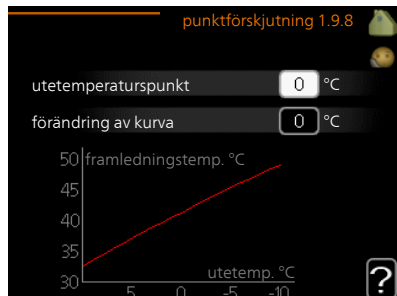 punktförskjutning 1.9.8
utetemperaturspunkt 0 °C
förändring av kurva 0 °C
50 framledningstemp. °C
45
40
35
30
utetemp. °C
5 0 -5 -10
?